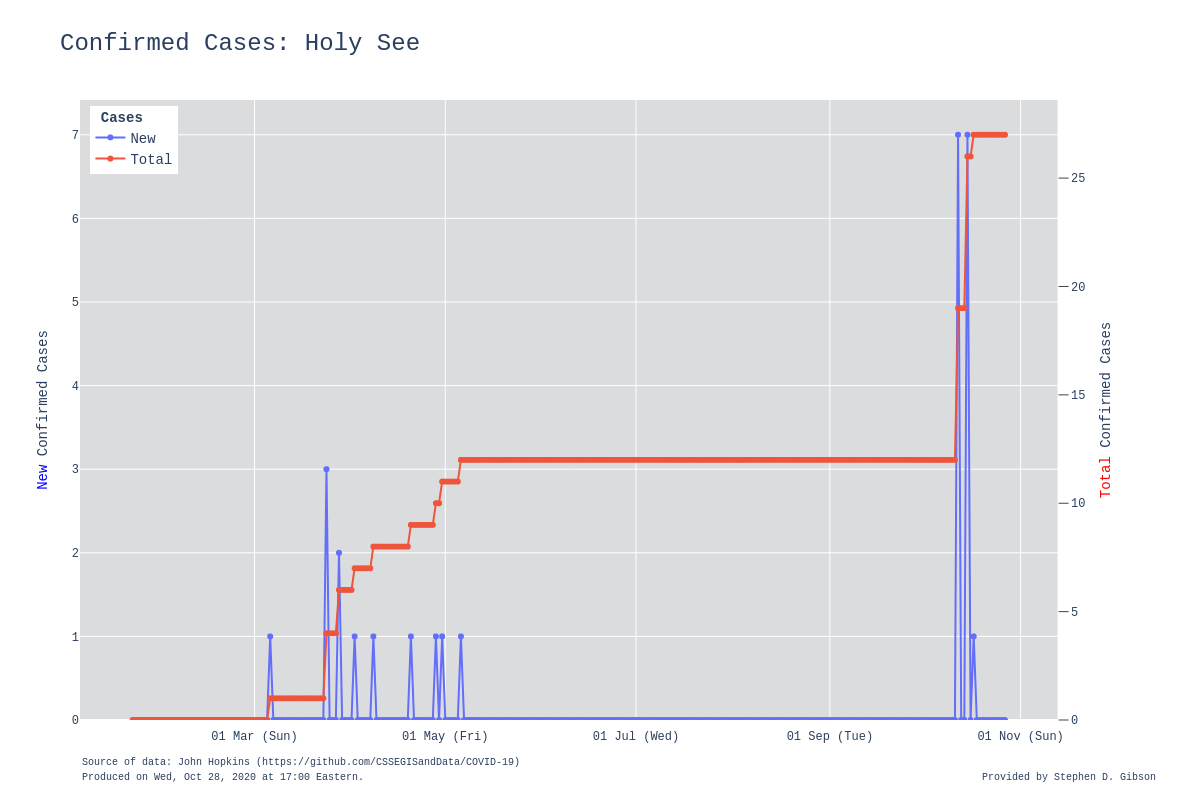 Confirmed Cases: Holy See
Cases
New
Total
7
6
5
4
3
2
1
0
New Confirmed Cases
25
20
15
10
5
0
Total Confirmed Cases
01 Mar (Sun)
01 May (Fri)
01 Jul (Wed)
01 Sep (Tue)
01 Nov (Sun)
Source of data: John Hopkins (https://github.com/CSSEGISandData/COVID-19)
Produced on Wed, Oct 28, 2020 at 17:00 Eastern.
Provided by Stephen D. Gibson